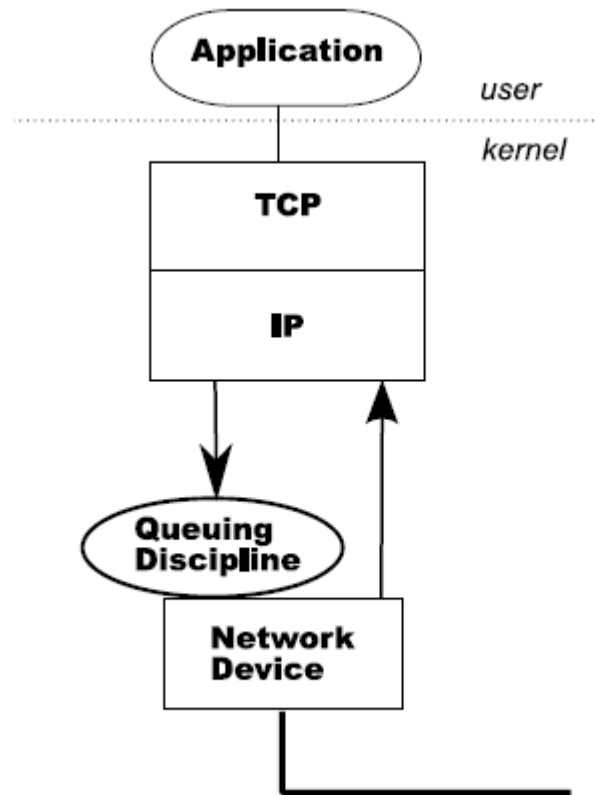 Application
user
kernel
TCP
IP
Queuing
Discipline
Network
Device